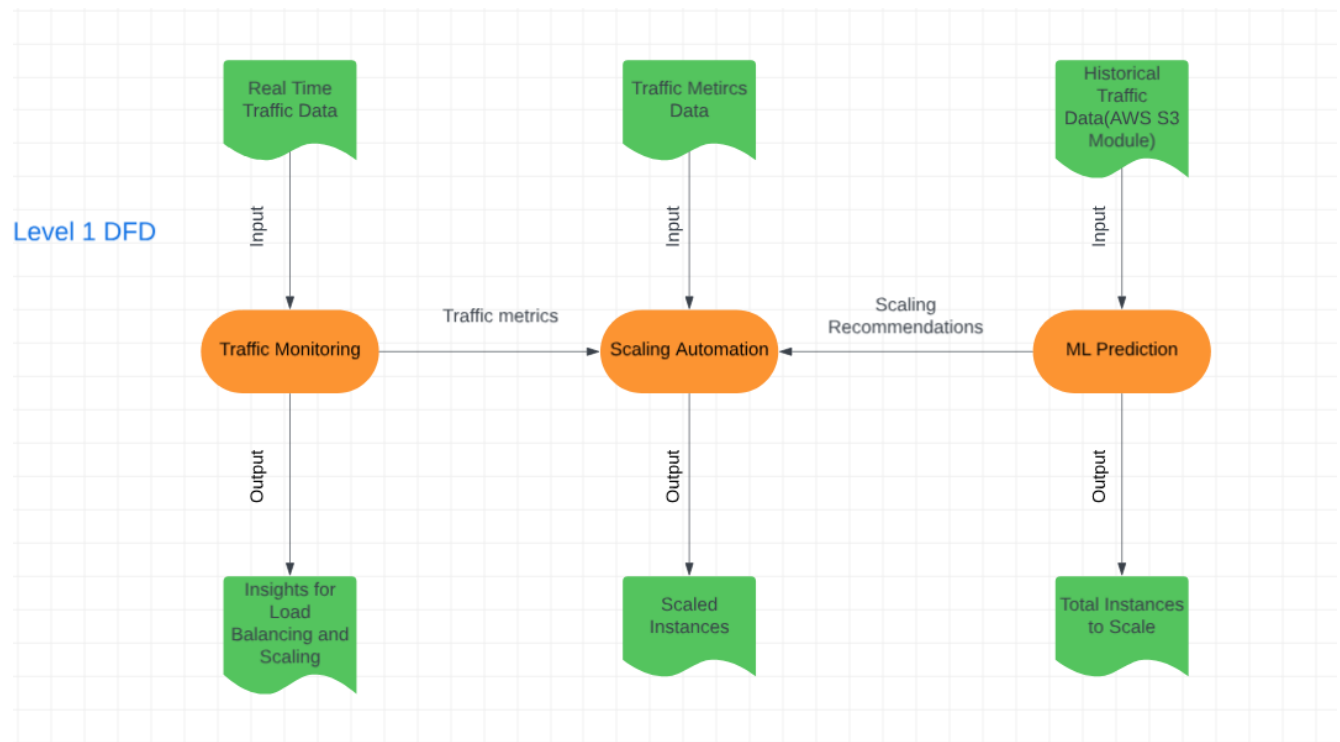 Real Time
Traffic Data
Traffic Metircs
Data
Historical
Traffic
Data(AWS S3
Module)
Level 1 DFD
Input
Input
Input
Traffic Monitoring
Traffic metrics
Scaling Automation
Scaling
Recommendations
ML Prediction
Output
Output
Output
Insights for
Load
Balancing and
Scaling
Scaled
Instances
Total Instances
to Scale